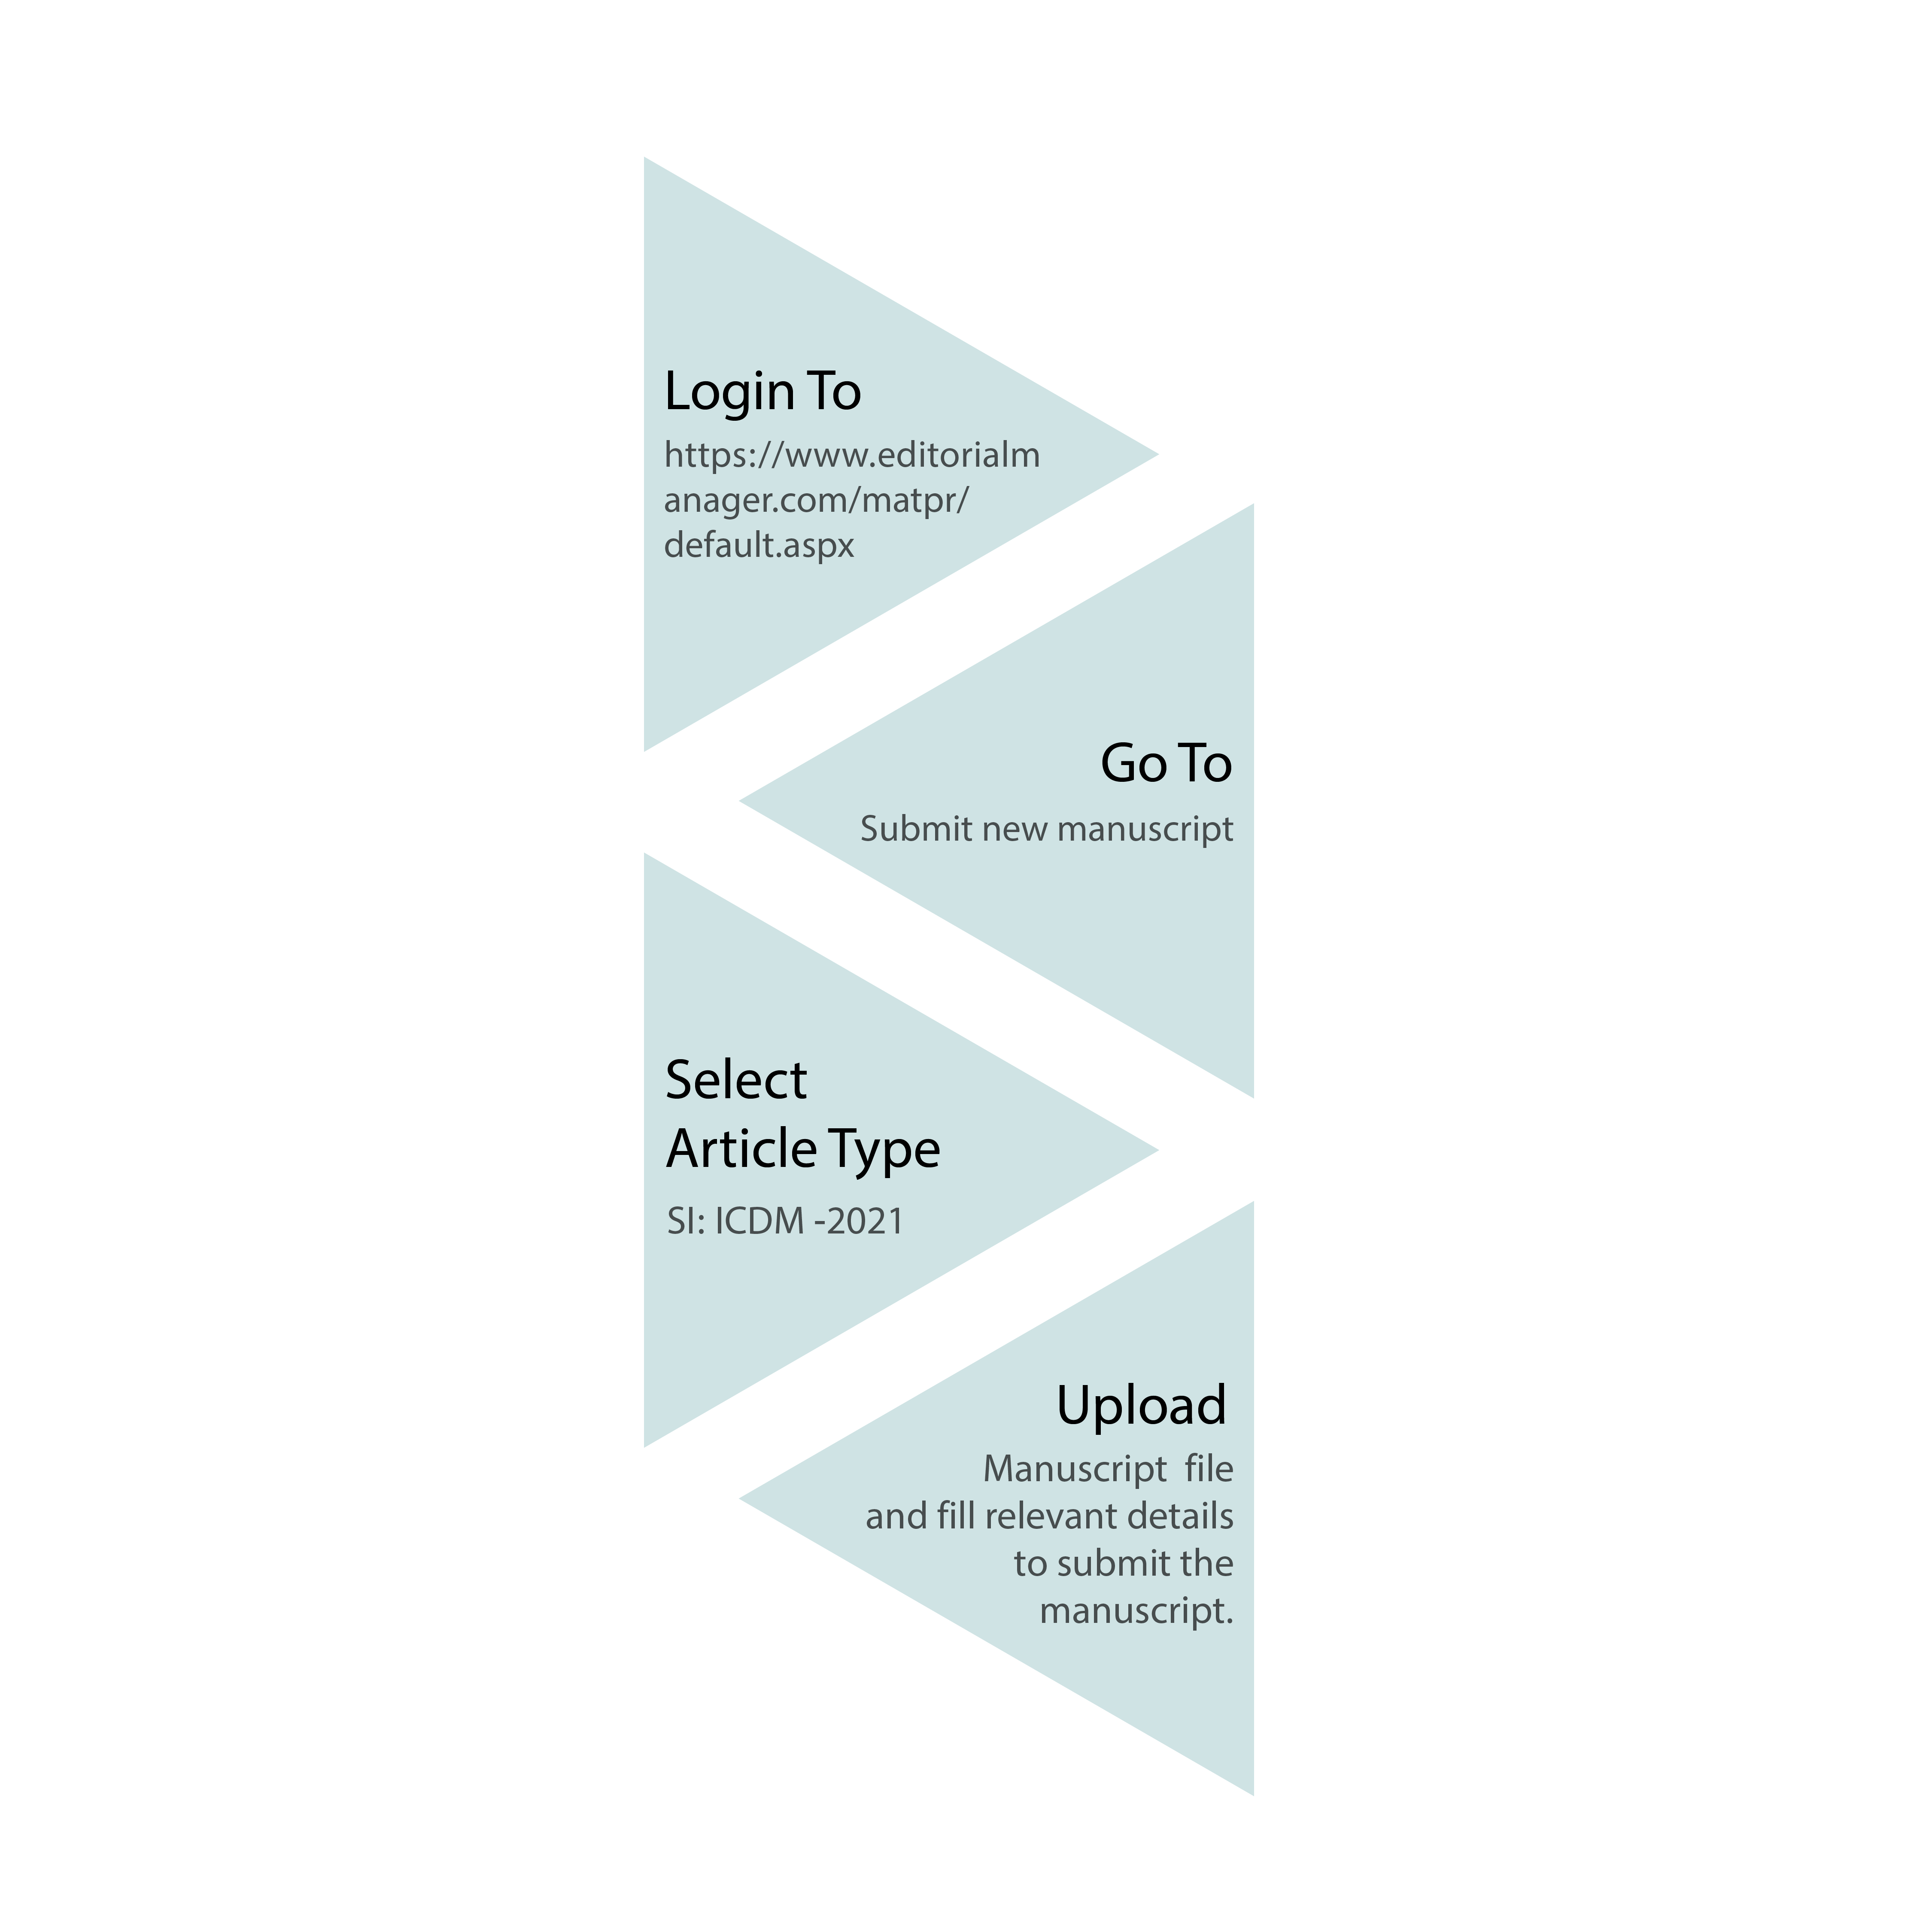 Login To
https://www.editorialm
anager.com/matpr/
default.aspx
Go To
Submit new manuscript
Select
Article Type
SI: ICDM -2021
Upload
Manuscript  file
and fill relevant details
to submit the
manuscript.